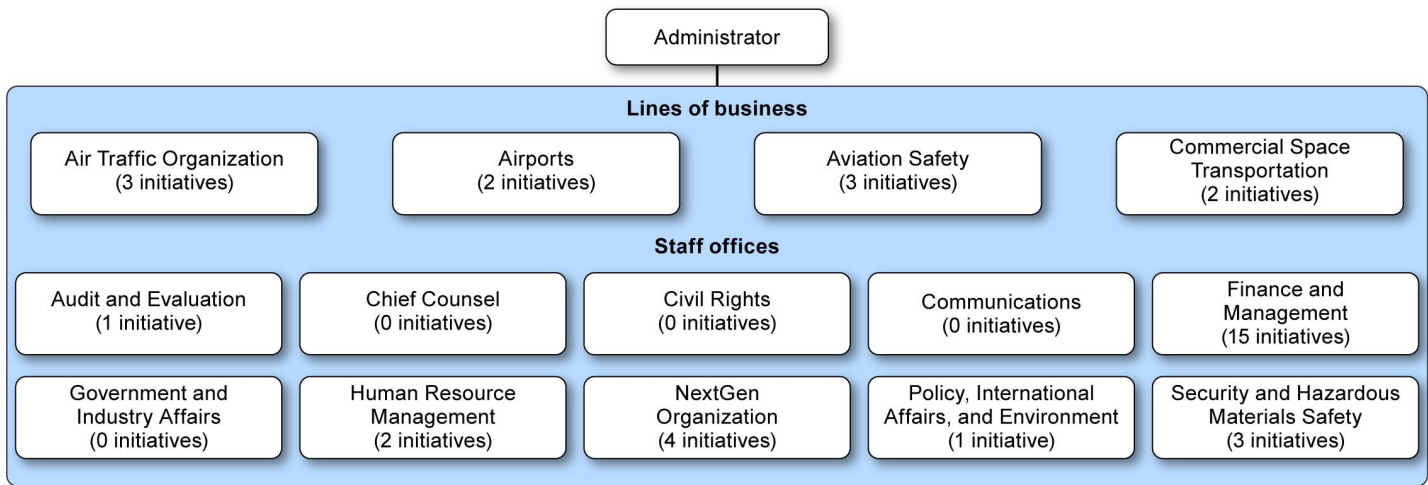 Administrator
Lines of business
Air Traffic Organization
(3 initiatives)
Airports
(2 initiatives)
Aviation Safety
(3 initiatives)
Commercial Space
Transportation
(2 initiatives)
Staff offices
Audit and Evaluation
(1 initiative)
Chief Counsel
(0 initiatives)
Civil Rights
(0 initiatives)
Communications
(0 initiatives)
Finance and
Management
(15 initiatives)
Government and
Industry Affairs
(0 initiatives)
Human Resource
Management
(2 initiatives)
NextGen
Organization
(4 initiatives)
Policy, International
Affairs, and Environment
(1 initiative)
Security and Hazardous
Materials Safety
(3 initiatives)